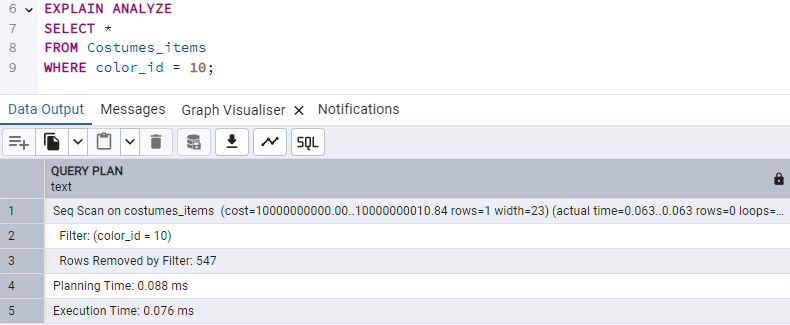 6 EXPLAIN ANALYZE
7 SELECT *
8 FROM Costumes_items
9 WHERE color_id = 10;
Data Output Messages Graph Visualiser Notifications
SQL
QUERY PLAN
text
1 Seq Scan on costumes_items (cost=10000000000.00..10000000010.84 rows=1 width=23) (actual time=0.063..0.063 rows=0 loops=...
2 Filter: (color_id = 10)
3 Rows Removed by Filter: 547
4 Planning Time: 0.088 ms
5 Execution Time: 0.076 ms